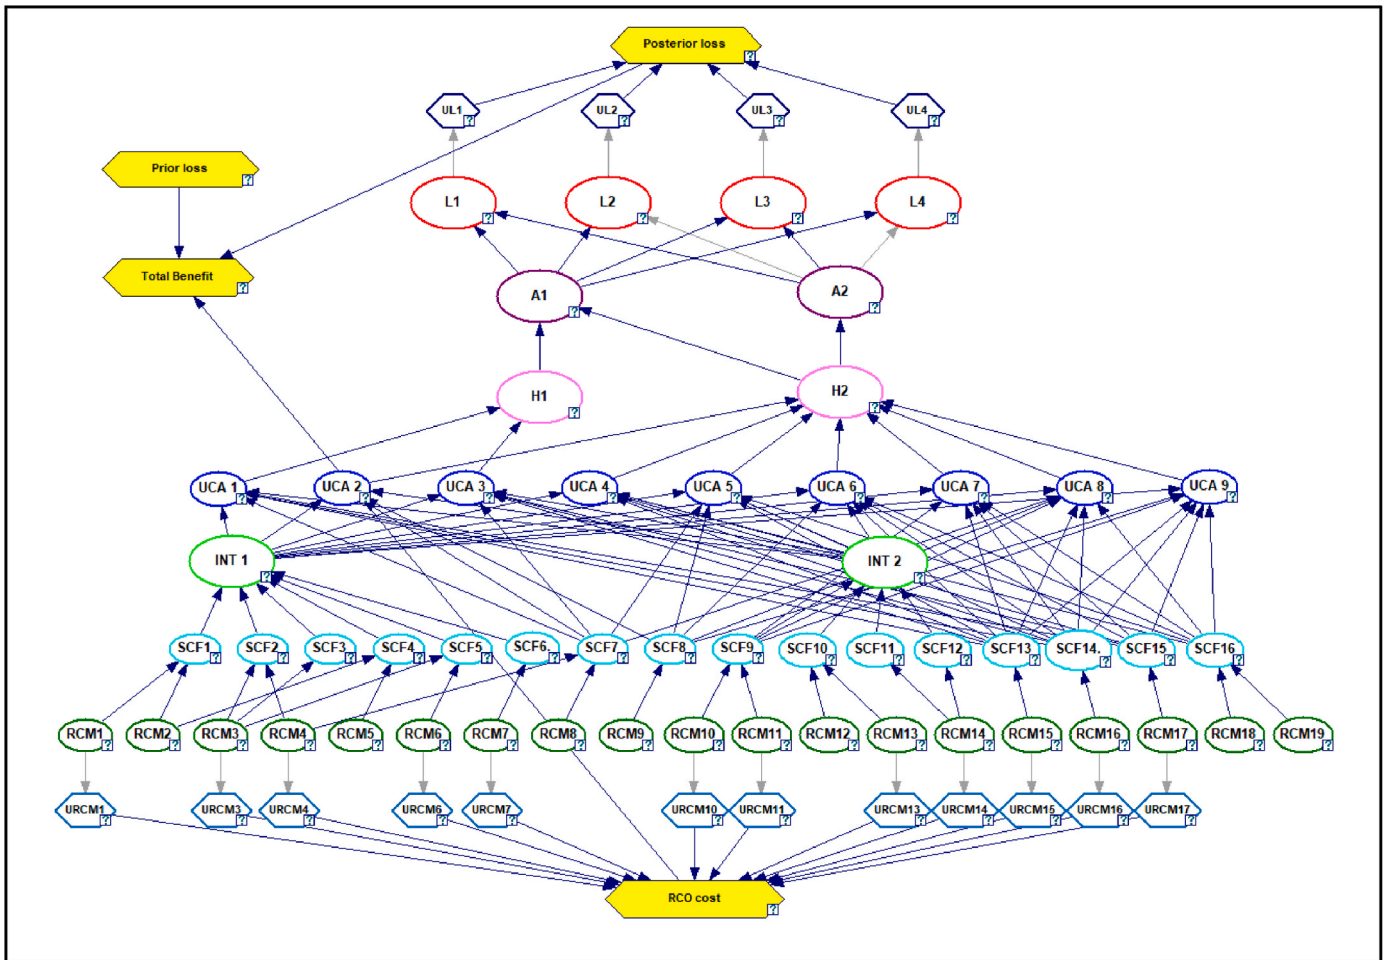 Posterior loss
?
UL1 ? UL2 ? UL3 ? UL4 ?
Prior loss
?
L1 ? L2 ? L3 ? L4 ?
Total Benefit
?
A1 ? A2 ?
H1 ? H2 ?
UCA 1 ? UCA 2 ? UCA 3 ? UCA 4 ? UCA 5 ? UCA 6 ? UCA 7 ? UCA 8 ? UCA 9 ?
INT 1 ? INT 2 ?
SCF1 ? SCF2 ? SCF3 ? SCF4 ? SCF5 ? SCF6. ? SCF7 ? SCF8 ? SCF9 ? SCF10 ? SCF11 ? SCF12 ? SCF13 ? SCF14. ? SCF15 ? SCF16 ?
RCM1 ? RCM2 ? RCM3 ? RCM4 ? RCM5 ? RCM6 ? RCM7 ? RCM8 ? RCM9 ? RCM10 ? RCM11 ? RCM12 ? RCM13 ? RCM14 ? RCM15 ? RCM16 ? RCM17 ? RCM18 ? RCM19 ?
URCM1 ? URCM3 ? URCM4 ? URCM6 ? URCM7 ? URCM10 ? URCM11 ? URCM13 ? URCM14 ? URCM15 ? URCM16 ? URCM17 ?
RCO cost
?